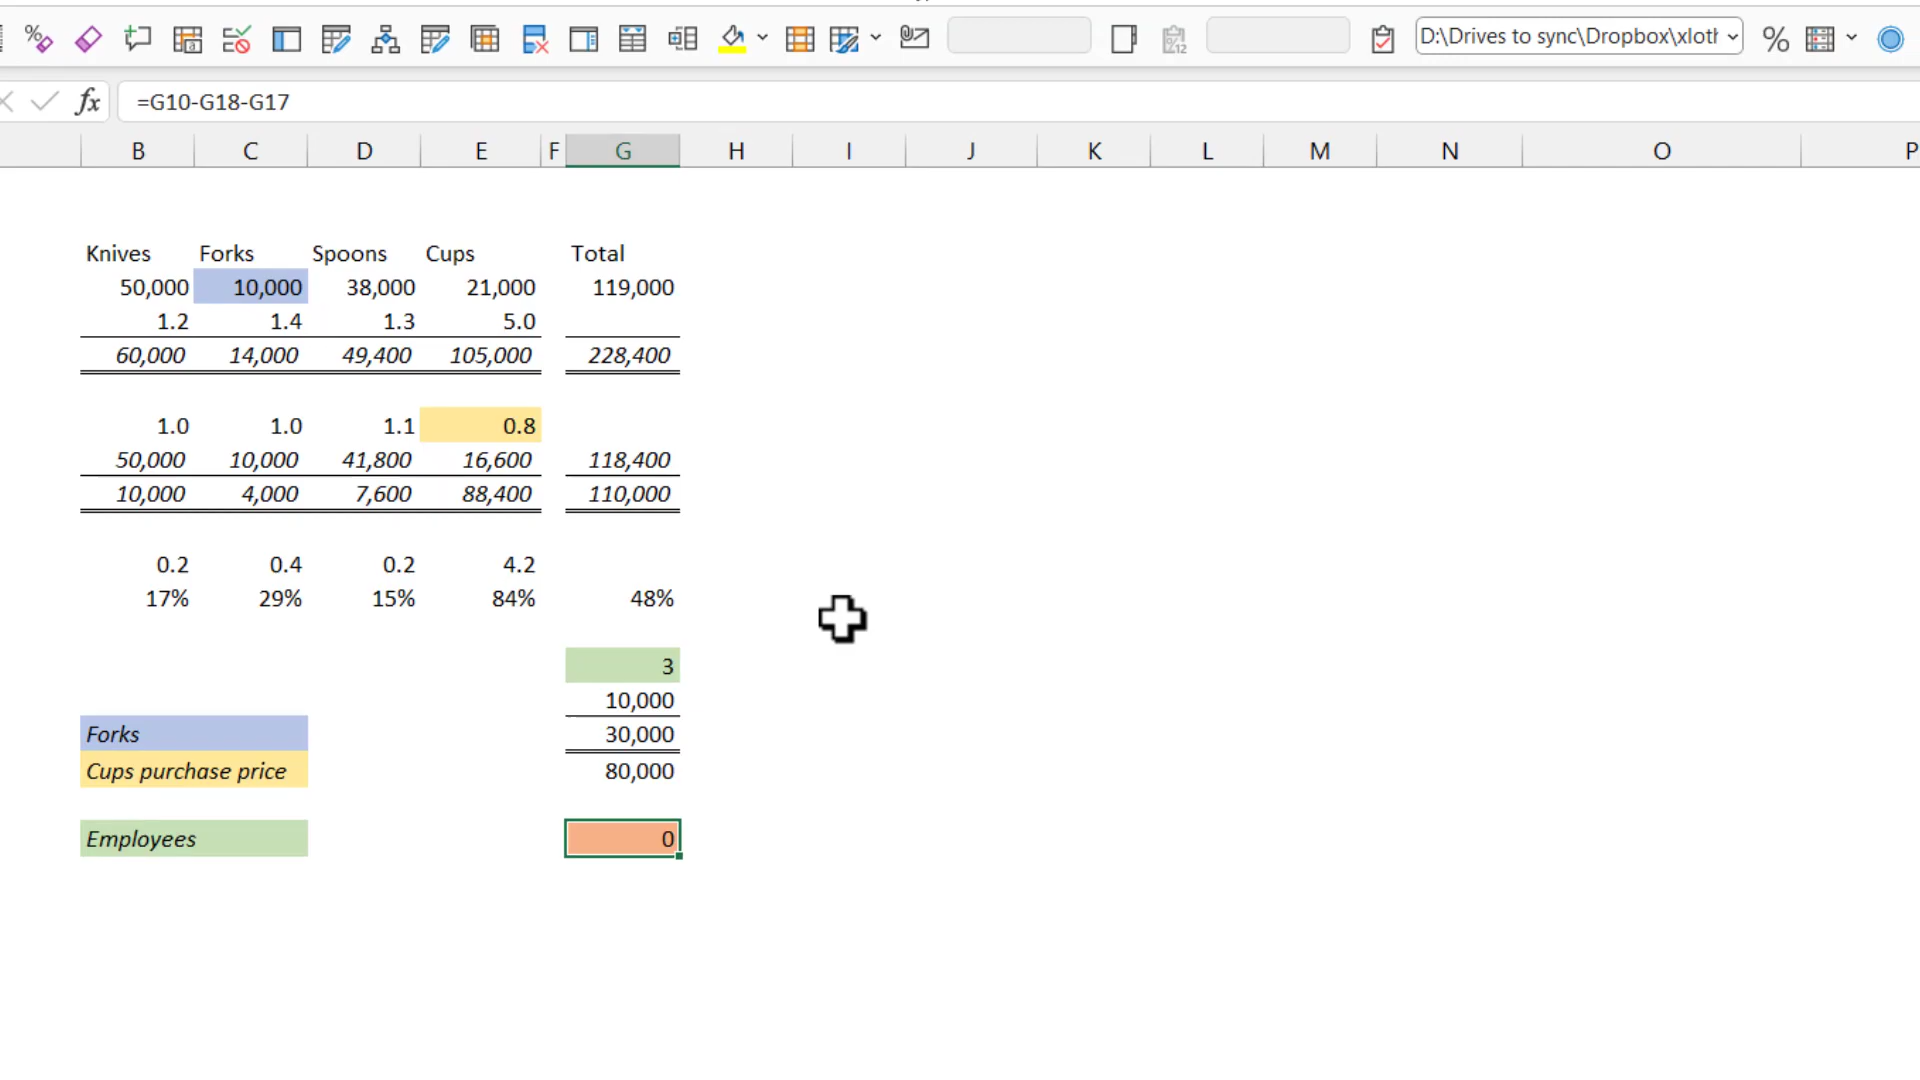 %
a
12
D:\Drives to sync\Dropbox\xloth
%
fx =G10-G18-G17
B C D E F G H I J K L M N O P
Knives Forks Spoons Cups Total
50,000 10,000 38,000 21,000 119,000
1.2 1.4 1.3 5.0
60,000 14,000 49,400 105,000 228,400
1.0 1.0 1.1 0.8
50,000 10,000 41,800 16,600 118,400
10,000 4,000 7,600 88,400 110,000
0.2 0.4 0.2 4.2
17% 29% 15% 84% 48%
3
10,000
Forks 30,000
Cups purchase price 80,000
Employees 0